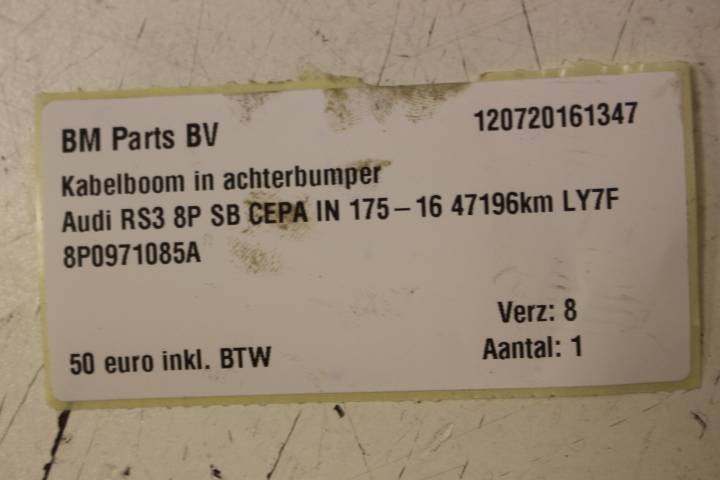 BM Parts BV 120720161347
Kabelboom in achterbumper
Audi RS3 8P SB CEPA IN 175-16 47196km LY7F
8P0971085A
Verz: 8
50 euro inkl. BTW Aantal: 1